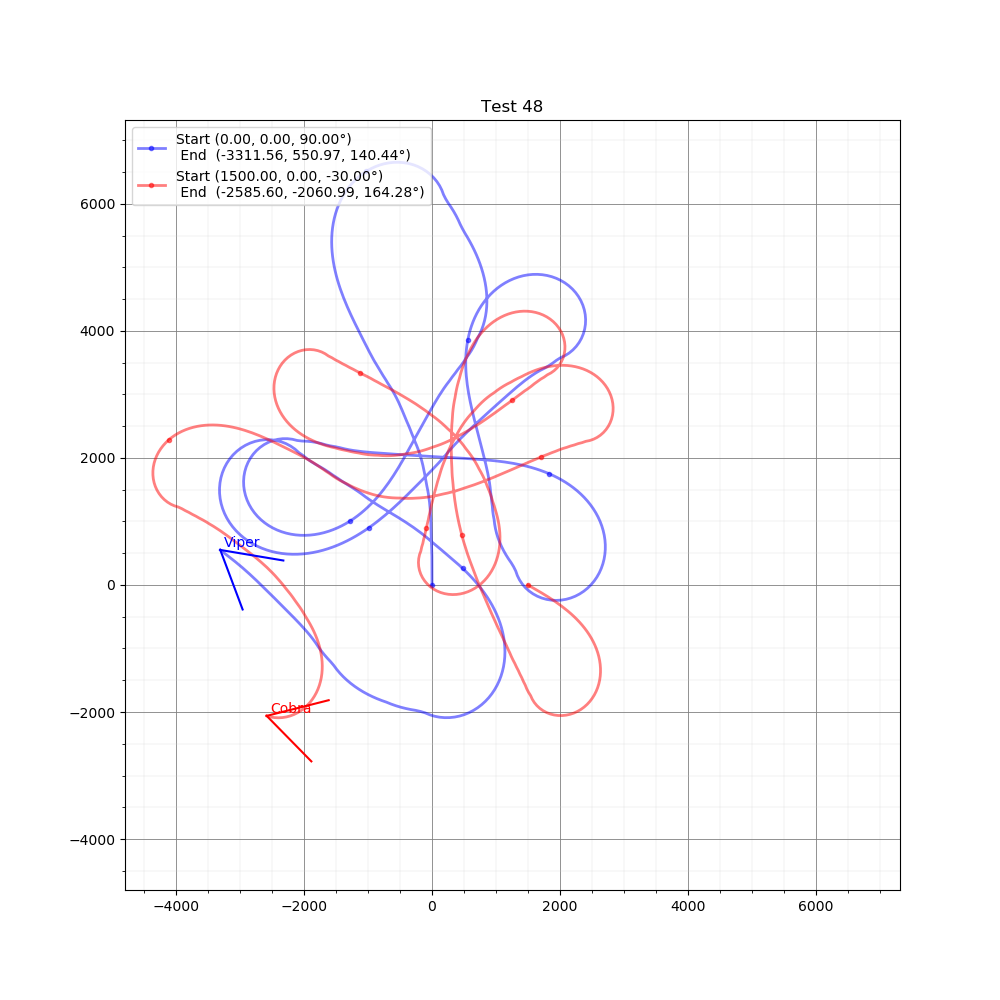 Test 48
Start (0.00, 0.00, 90.00°)
End  (-3311.56, 550.97, 140.44°)
Start (1500.00, 0.00, -30.00°)
End  (-2585.60, -2060.99, 164.28°)
6000
4000
2000
0
−2000
−4000
Viper
Cobra
−4000 −2000 0 2000 4000 6000